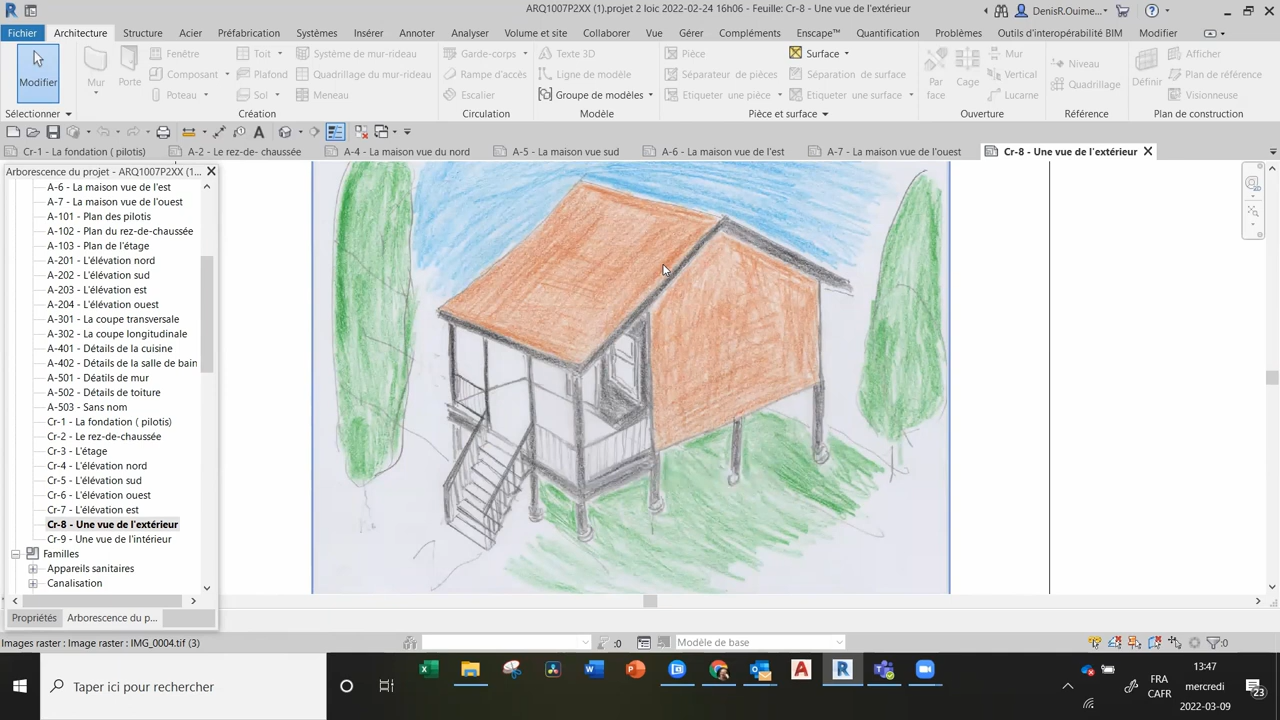 ARQ1007P2XX (1).projet 2 loic 2022-02-24 16h06 - Feuille: Cr-8 - Une vue de l'extérieur
DenisR.Ouime...
Fichier Architecture Structure Acier Préfabrication Systèmes Insérer Annoter Analyser Volume et site Collaborer Vue Gérer Compléments Enscape™ Quantification Problèmes Outils d'interopérabilité BIM Modifier
Modifier
Mur
Porte
Fenêtre
Composant
Poteau
Toit
Plafond
Sol
Système de mur-rideau
Quadrillage du mur-rideau
Meneau
Garde-corps
Rampe d'accès
Escalier
Texte 3D
Ligne de modèle
Groupe de modèles
Pièce
Séparateur de pièces
Etiqueter une pièce
Surface
Séparation de surface
Etiqueter une surface
Par face
Cage
Mur
Vertical
Lucarne
Niveau
Quadrillage
Définir
Afficher
Plan de référence
Visionneuse
Sélectionner Création Circulation Modèle Pièce et surface Ouverture Référence Plan de construction
Cr-1 - La fondation ( pilotis) A-2 - Le rez-de- chaussée A-4 - La maison vue du nord A-5 - La maison vue sud A-6 - La maison vue de l'est A-7 - La maison vue de l'ouest Cr-8 - Une vue de l'extérieur
Arborescence du projet - ARQ1007P2XX (1...
A-6 - La maison vue de l'est
A-7 - La maison vue de l'ouest
A-101 - Plan des pilotis
A-102 - Plan du rez-de-chaussée
A-103 - Plan de l'étage
A-201 - L'élévation nord
A-202 - L'élévation sud
A-203 - L'élévation est
A-204 - L'élévation ouest
A-301 - La coupe transversale
A-302 - La coupe longitudinale
A-401 - Détails de la cuisine
A-402 - Détails de la salle de bain
A-501 - Déatils de mur
A-502 - Détails de toiture
A-503 - Sans nom
Cr-1 - La fondation ( pilotis)
Cr-2 - Le rez-de-chaussée
Cr-3 - L'étage
Cr-4 - L'élévation nord
Cr-5 - L'élévation sud
Cr-6 - L'élévation ouest
Cr-7 - L'élévation est
Cr-8 - Une vue de l'extérieur
Cr-9 - Une vue de l'intérieur
Familles
Appareils sanitaires
Canalisation
Propriétés Arborescence du p...
Images raster : Image raster : IMG_0004.tif (3)
:0
Modèle de base
:0
Taper ici pour rechercher
FRA
CAFR
13:47
mercredi
2022-03-09
23